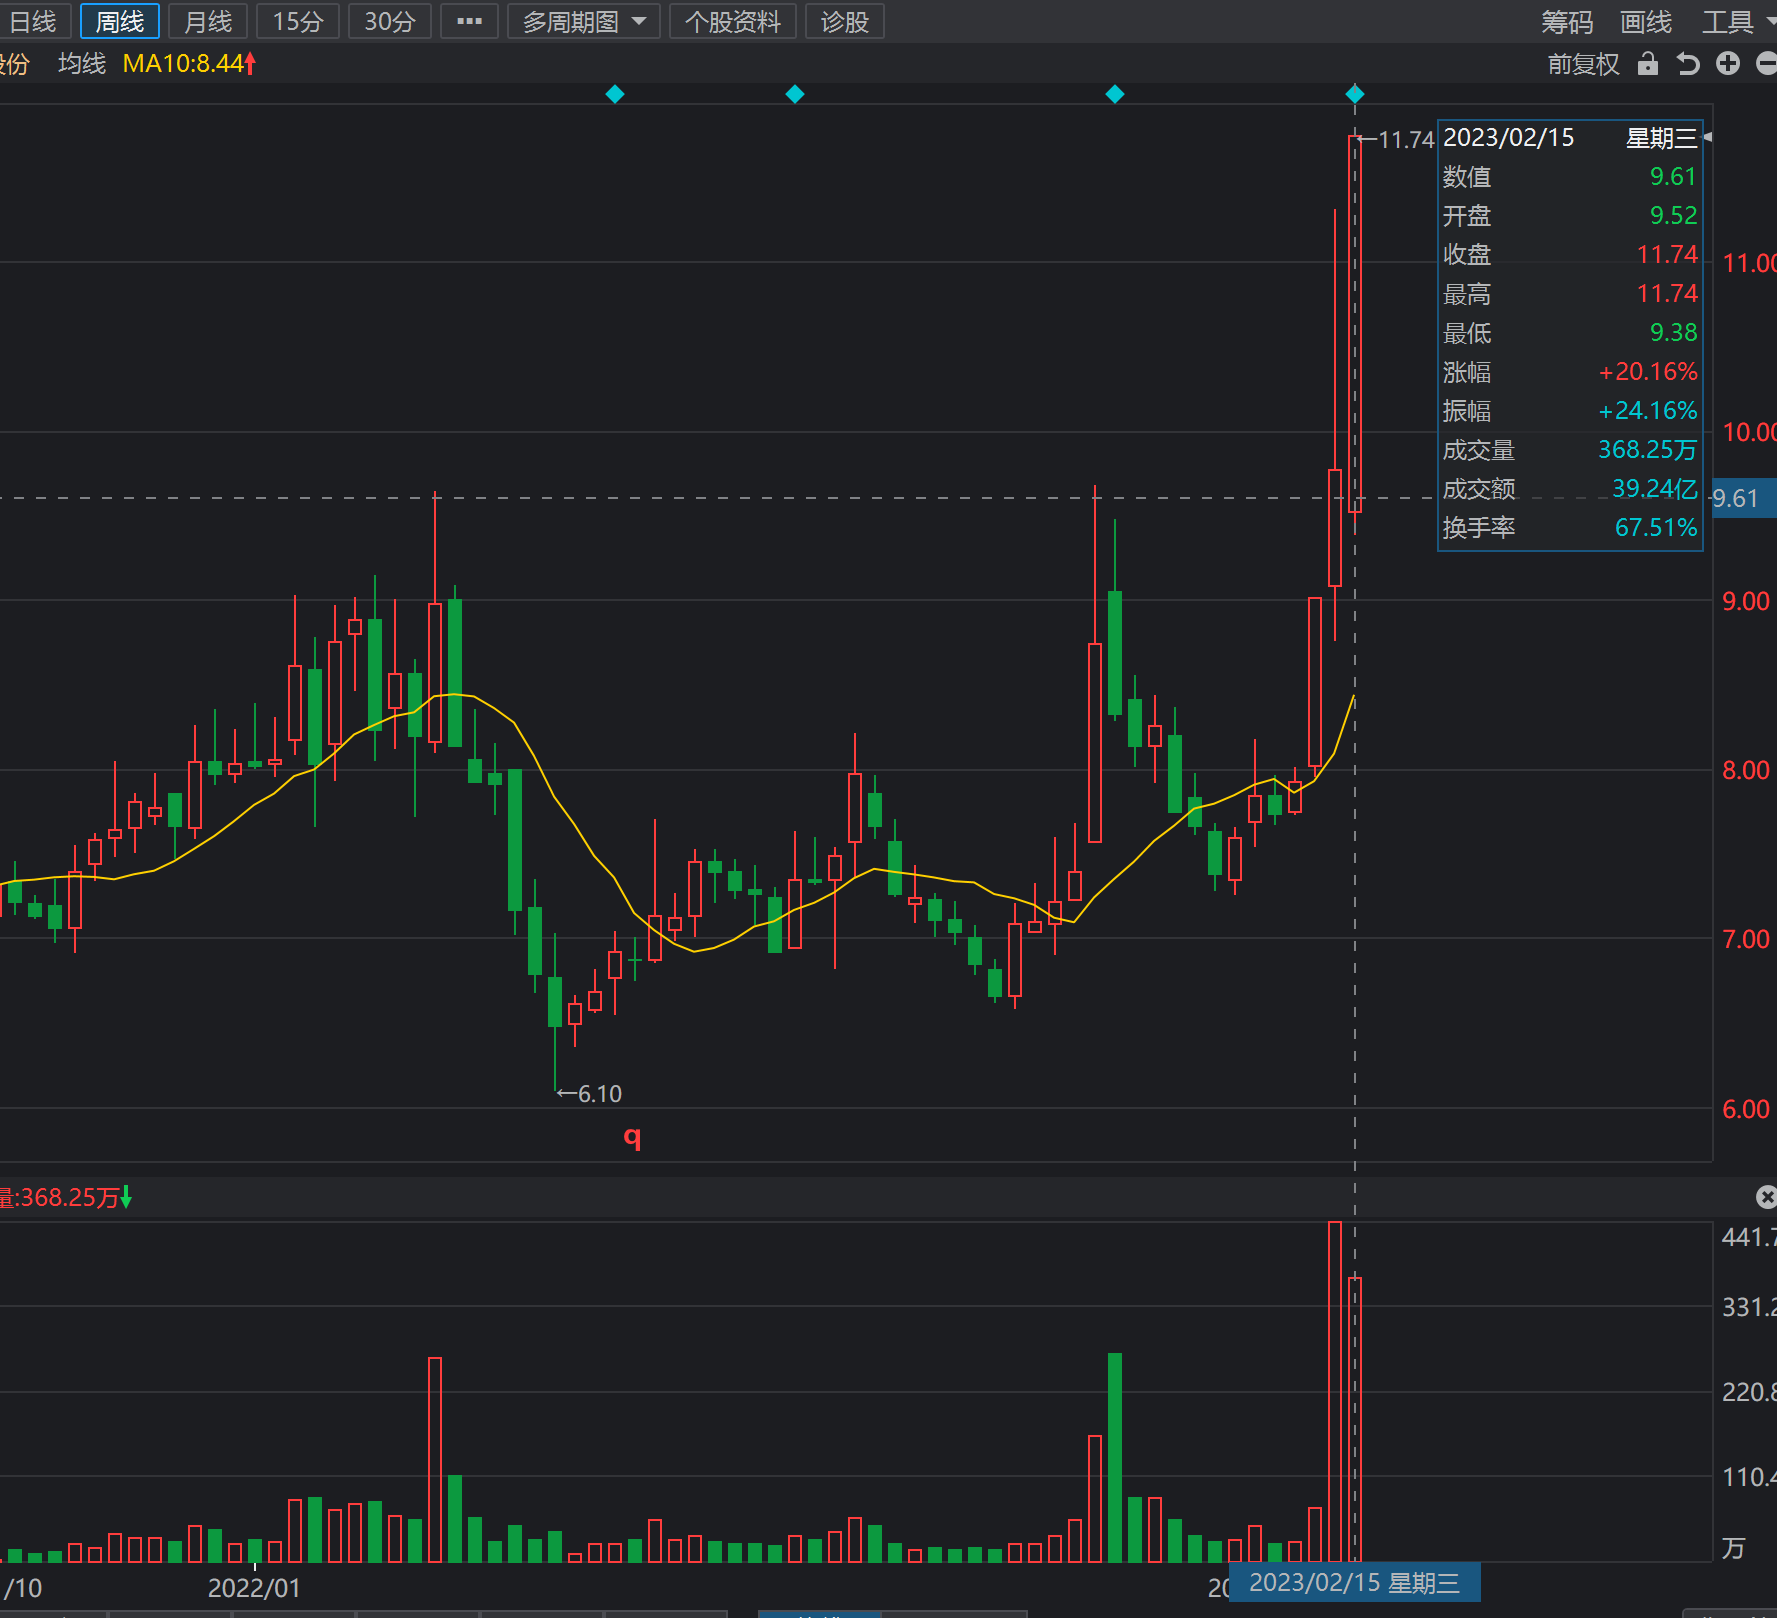 日线 周线 月线 15分 30分 ··· 多周期图 个股资料 诊股 筹码 画线 工具
股份 均线 MA10:8.44 前复权
←11.74
2023/02/15 星期三
数值 9.61
开盘 9.52
收盘 11.74
最高 11.74
最低 9.38
涨幅 +20.16%
振幅 +24.16%
成交量 368.25万
成交额 39.24亿
换手率 67.51%
11.00
10.00
9.61
9.00
8.00
7.00
6.00
←6.10
q
量:368.25万
441.7
331.2
220.8
110.4
万
/10 2022/01 20 2023/02/15 星期三